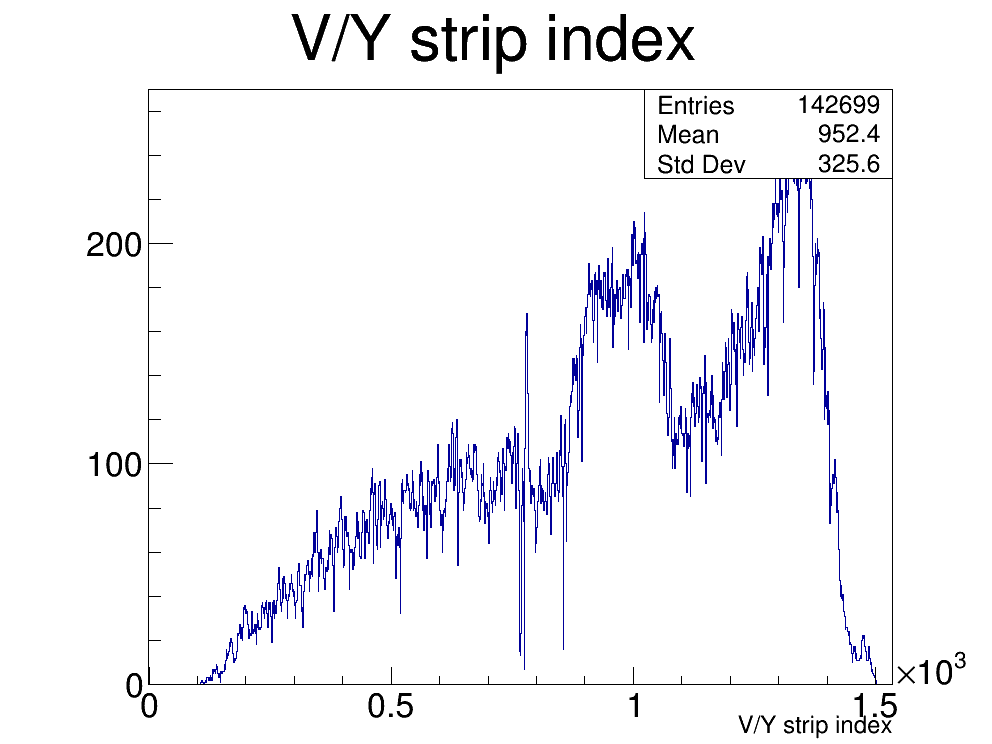 V/Y strip index
Entries 142699
Mean 952.4
Std Dev 325.6
200
100
0
0 0.5 1 1.5 ×10³
V/Y strip index